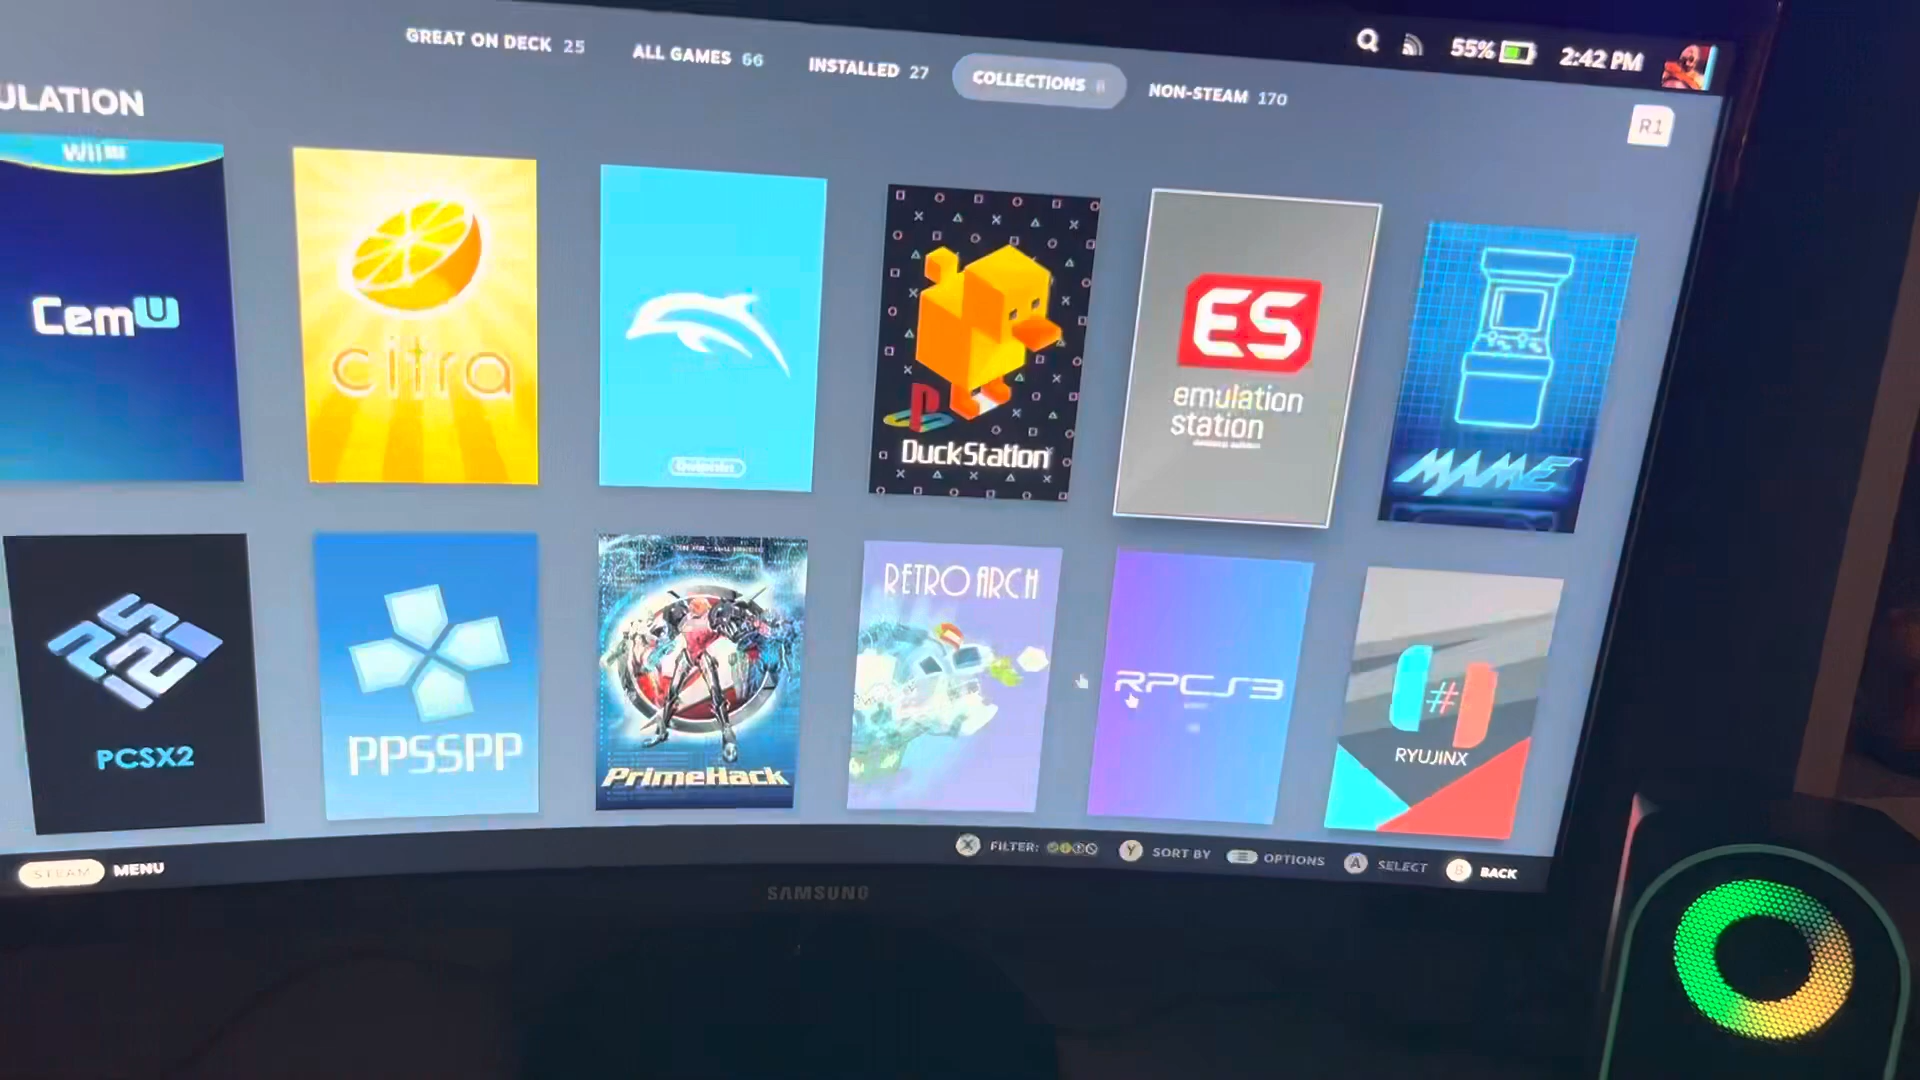 GREAT ON DECK 25
ALL GAMES 66
INSTALLED 27
COLLECTIONS
NON-STEAM 170
55%
2:42 PM
R1
ULATION
Wii
Cemu
citra
Dolphin
DuckStation
ES
emulation
station
MAME
PCSX2
PPSSPP
PrimeHack
RETRO ARCH
RPCS3
#
RYUJINX
STEAM MENU
X FILTER:
Y SORT BY
OPTIONS
A SELECT
B BACK
SAMSUNG